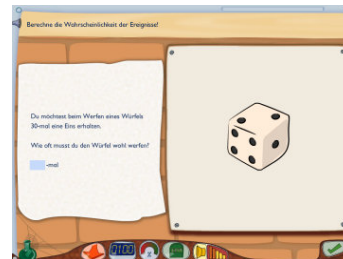 Berechne die Wahrscheinlichkeit der Ereignisse!
Du möchtest beim Werfen eines Würfels
30-mal eine Eins erhalten.
Wie oft musst du den Würfel wohl werfen?
-mal
0100